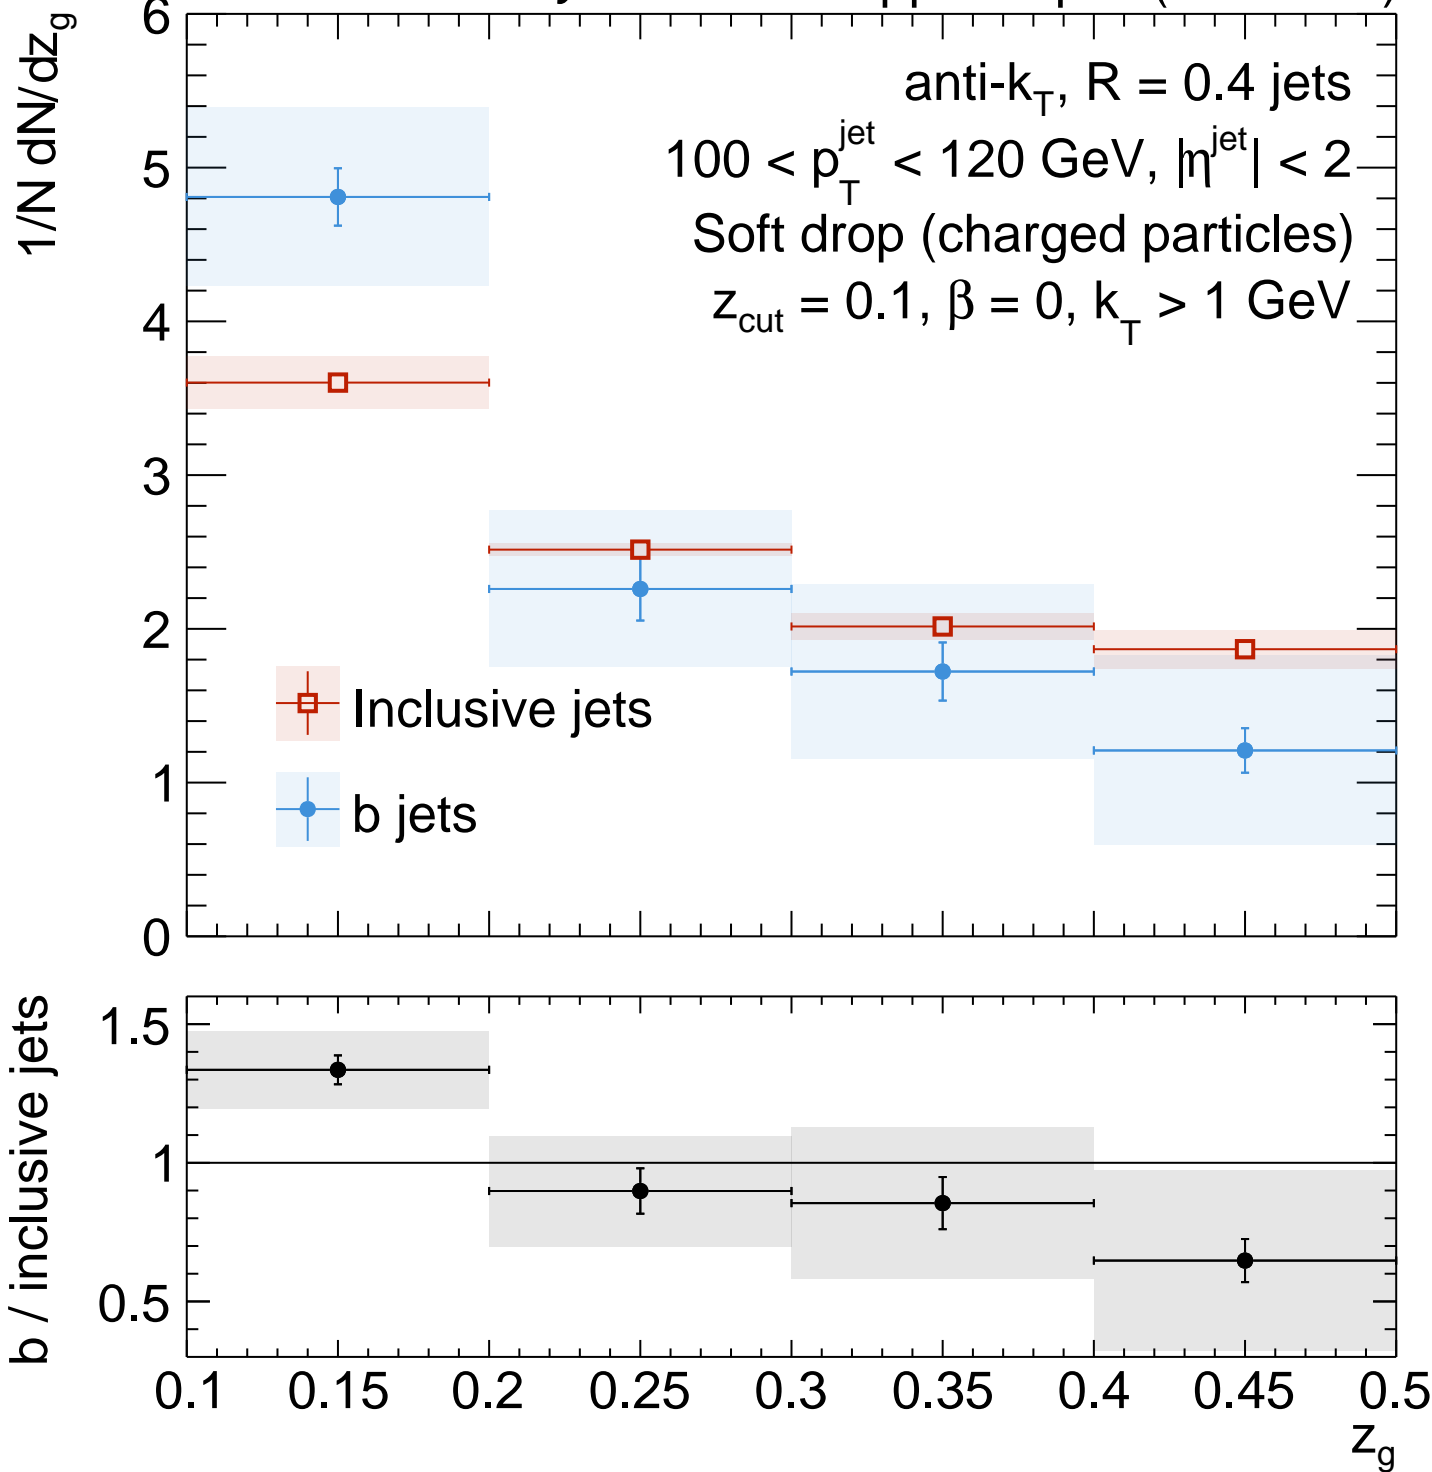 6
1/N dN/dz_g
anti-k_T, R = 0.4 jets
100 < p_T^jet < 120 GeV, |η^jet| < 2
Soft drop (charged particles)
z_cut = 0.1, β = 0, k_T > 1 GeV
5
4
3
2
1
0
Inclusive jets
b jets
b / inclusive jets
1.5
1
0.5
0.1 0.15 0.2 0.25 0.3 0.35 0.4 0.45 0.5
z_g